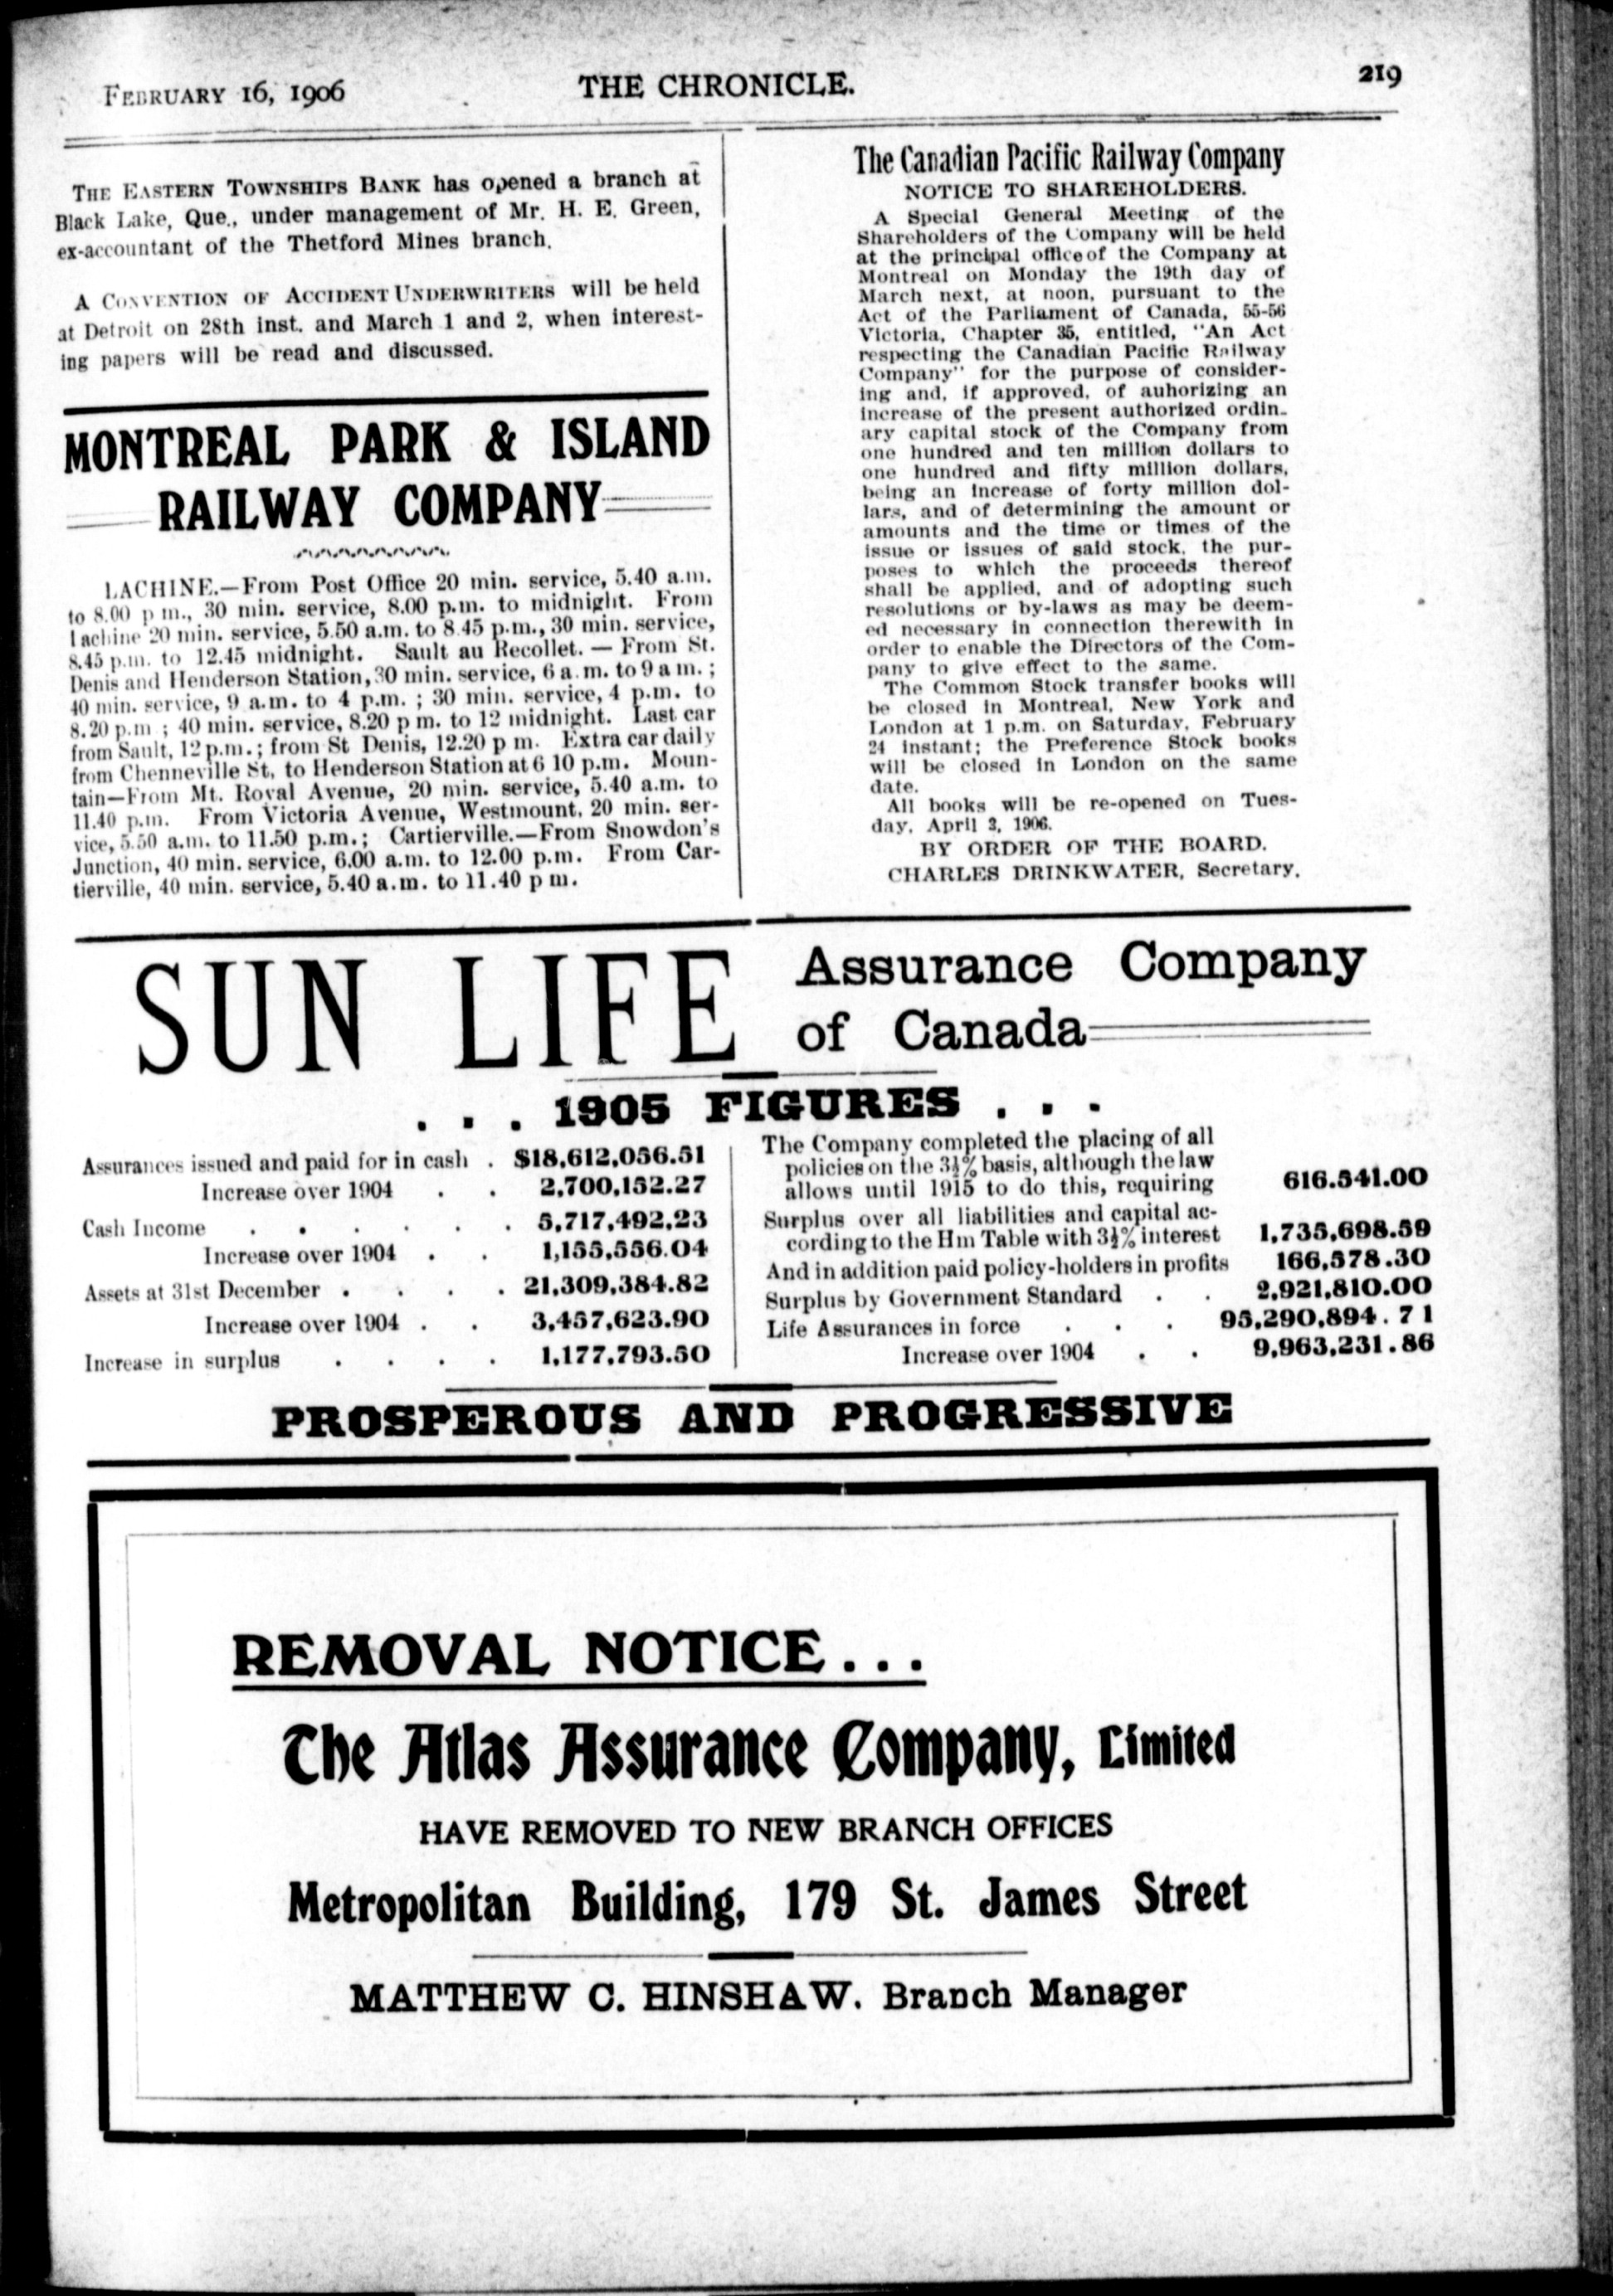 FEBRUARY 16, 1906
THE CHRONICLE.
219
THE EASTERN TOWNSHIPS BANK has opened a branch at
Black Lake, Que., under management of Mr. H. E. Green,
ex-accountant of the Thetford Mines branch.
A CONVENTION OF ACCIDENT UNDERWRITERS will be held
at Detroit on 28th inst. and March 1 and 2, when interest-
ing papers will be read and discussed.
MONTREAL PARK & ISLAND
RAILWAY COMPANY
LACHINE.—From Post Office 20 min. service, 5.40 a.m.
to 8.00 p m., 30 min. service, 8.00 p.m. to midnight. From
Lachine 20 min. service, 5.50 a.m. to 8 45 p.m., 30 min. service,
8.45 p.m. to 12.45 midnight. Sault au Recollet. — From St.
Denis and Henderson Station, 30 min. service, 6 a. m. to 9 a m. ;
40 min. service, 9 a.m. to 4 p.m. ; 30 min. service, 4 p.m. to
8.20 p.m ; 40 min. service, 8.20 p m. to 12 midnight. Last car
from Sault, 12 p.m.; from St Denis, 12.20 p m. Extra car daily
from Chenneville St. to Henderson Station at 6 10 p.m. Moun-
tain—From Mt. Royal Avenue, 20 min. service, 5.40 a.m. to
11.40 p.m. From Victoria Avenue, Westmount, 20 min. ser-
vice, 5.50 a.m. to 11.50 p.m.; Cartierville.—From Snowdon's
Junction, 40 min. service, 6.00 a.m. to 12.00 p.m. From Car-
tierville, 40 min. service, 5.40 a.m. to 11.40 p m.
The Canadian Pacific Railway Company
NOTICE TO SHAREHOLDERS.
A Special General Meeting of the
Shareholders of the Company will be held
at the principal office of the Company at
Montreal on Monday the 19th day of
March next, at noon, pursuant to the
Act of the Parliament of Canada, 55-56
Victoria, Chapter 35, entitled, "An Act
respecting the Canadian Pacific Railway
Company" for the purpose of consider-
ing and, if approved, of auhorizing an
increase of the present authorized ordin-
ary capital stock of the Company from
one hundred and ten million dollars to
one hundred and fifty million dollars,
being an increase of forty million dol-
lars, and of determining the amount or
amounts and the time or times of the
issue or issues of said stock, the pur-
poses to which the proceeds thereof
shall be applied, and of adopting such
resolutions or by-laws as may be deem-
ed necessary in connection therewith in
order to enable the Directors of the Com-
pany to give effect to the same.
The Common Stock transfer books will
be closed in Montreal, New York and
London at 1 p.m. on Saturday, February
24 instant; the Preference Stock books
will be closed in London on the same
date.
All books will be re-opened on Tues-
day, April 3, 1906.
BY ORDER OF THE BOARD.
CHARLES DRINKWATER, Secretary.
SUN LIFE Assurance Company
of Canada
. . . 1905 FIGURES . . .
Assurances issued and paid for in cash . $18,612,056.51
Increase over 1904 . . 2,700,152.27
Cash Income . . . . . . 5,717,492,23
Increase over 1904 . . 1,155,556.04
Assets at 31st December . . . . 21,309,384.82
Increase over 1904 . . 3,457,623.90
Increase in surplus . . . . 1,177,793.50
The Company completed the placing of all
policies on the 3½% basis, although the law
allows until 1915 to do this, requiring 616.541.00
Surplus over all liabilities and capital ac-
cording to the Hm Table with 3½% interest 1,735,698.59
And in addition paid policy-holders in profits 166,578.30
Surplus by Government Standard . . 2,921,810.00
Life Assurances in force . . . 95,290,894.71
Increase over 1904 . . 9,963,231.86
PROSPEROUS AND PROGRESSIVE
REMOVAL NOTICE...
The Atlas Assurance Company, Limited
HAVE REMOVED TO NEW BRANCH OFFICES
Metropolitan Building, 179 St. James Street
MATTHEW C. HINSHAW. Branch Manager